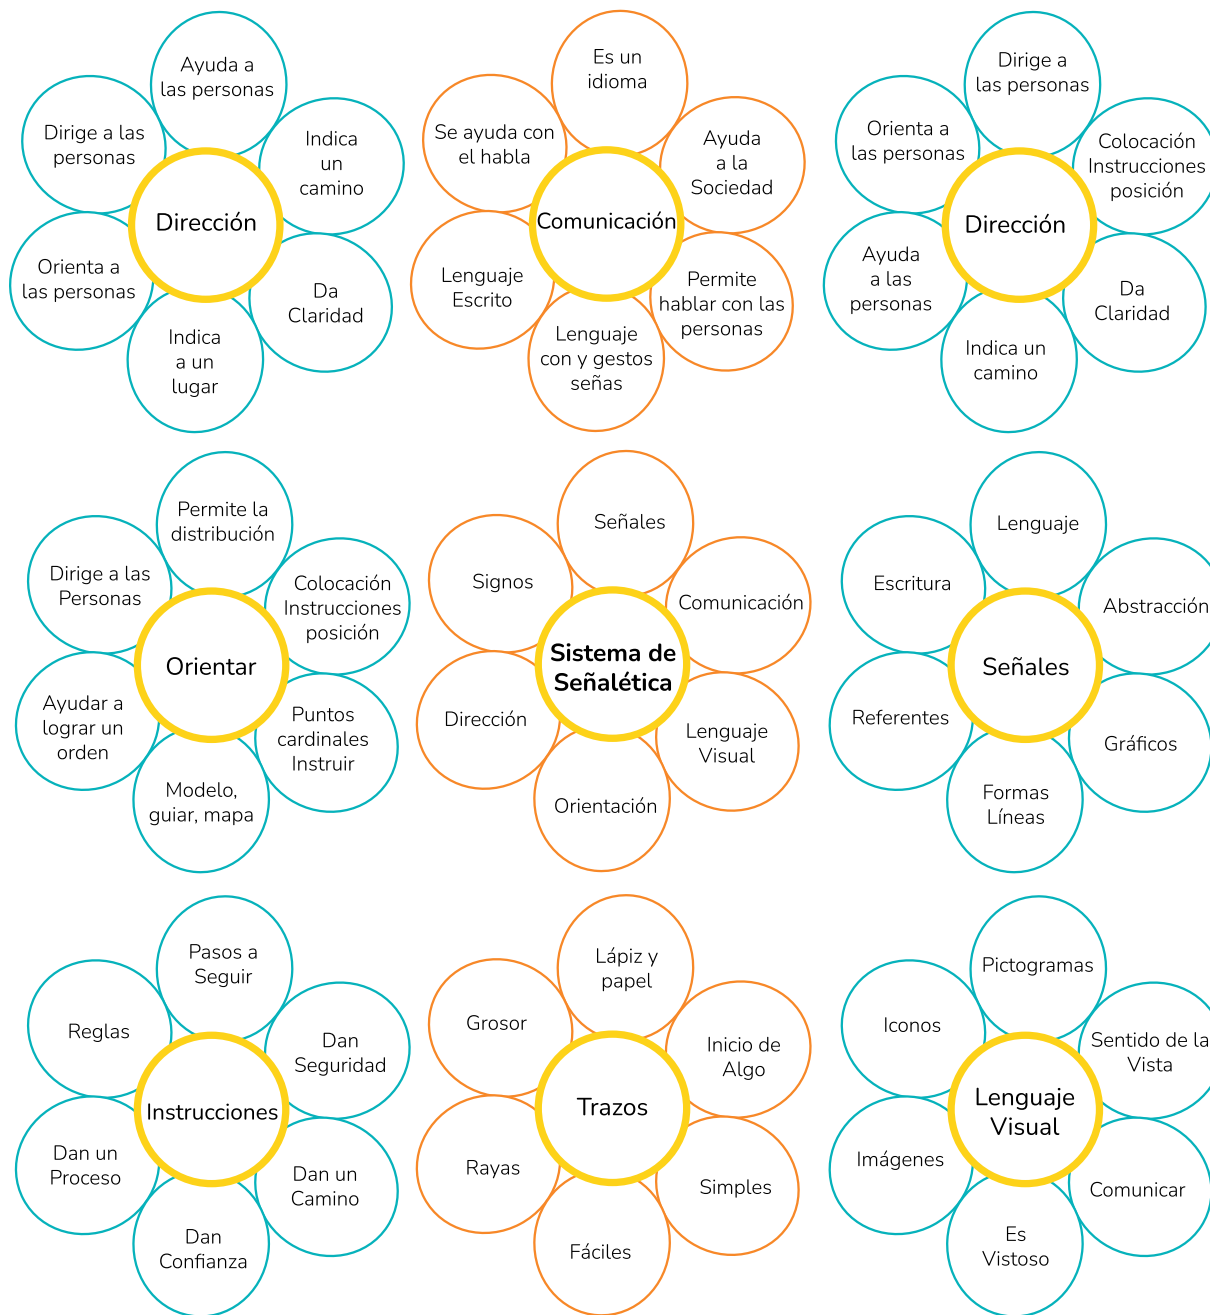 Dirección
Ayuda a
las personas
Indica
un
camino
Da
Claridad
Indica
a un
lugar
Orienta a
las personas
Dirige a las
personas
Comunicación
Es un
idioma
Ayuda
a la
Sociedad
Permite
hablar con las
personas
Lenguaje
con y gestos
señas
Lenguaje
Escrito
Se ayuda con
el habla
Dirección
Dirige a
las personas
Colocación
Instrucciones
posición
Da
Claridad
Indica un
camino
Ayuda
a las
personas
Orienta a
las personas
Orientar
Permite la
distribución
Colocación
Instrucciones
posición
Puntos
cardinales
Instruir
Modelo,
guiar, mapa
Ayudar a
lograr un
orden
Dirige a las
Personas
Sistema de
Señalética
Señales
Comunicación
Lenguaje
Visual
Orientación
Dirección
Signos
Señales
Lenguaje
Abstracción
Gráficos
Formas
Líneas
Referentes
Escritura
Instrucciones
Pasos a
Seguir
Dan
Seguridad
Dan un
Camino
Dan
Confianza
Dan un
Proceso
Reglas
Trazos
Lápiz y
papel
Inicio de
Algo
Simples
Fáciles
Rayas
Grosor
Lenguaje
Visual
Pictogramas
Sentido de la
Vista
Comunicar
Es
Vistoso
Imágenes
Iconos